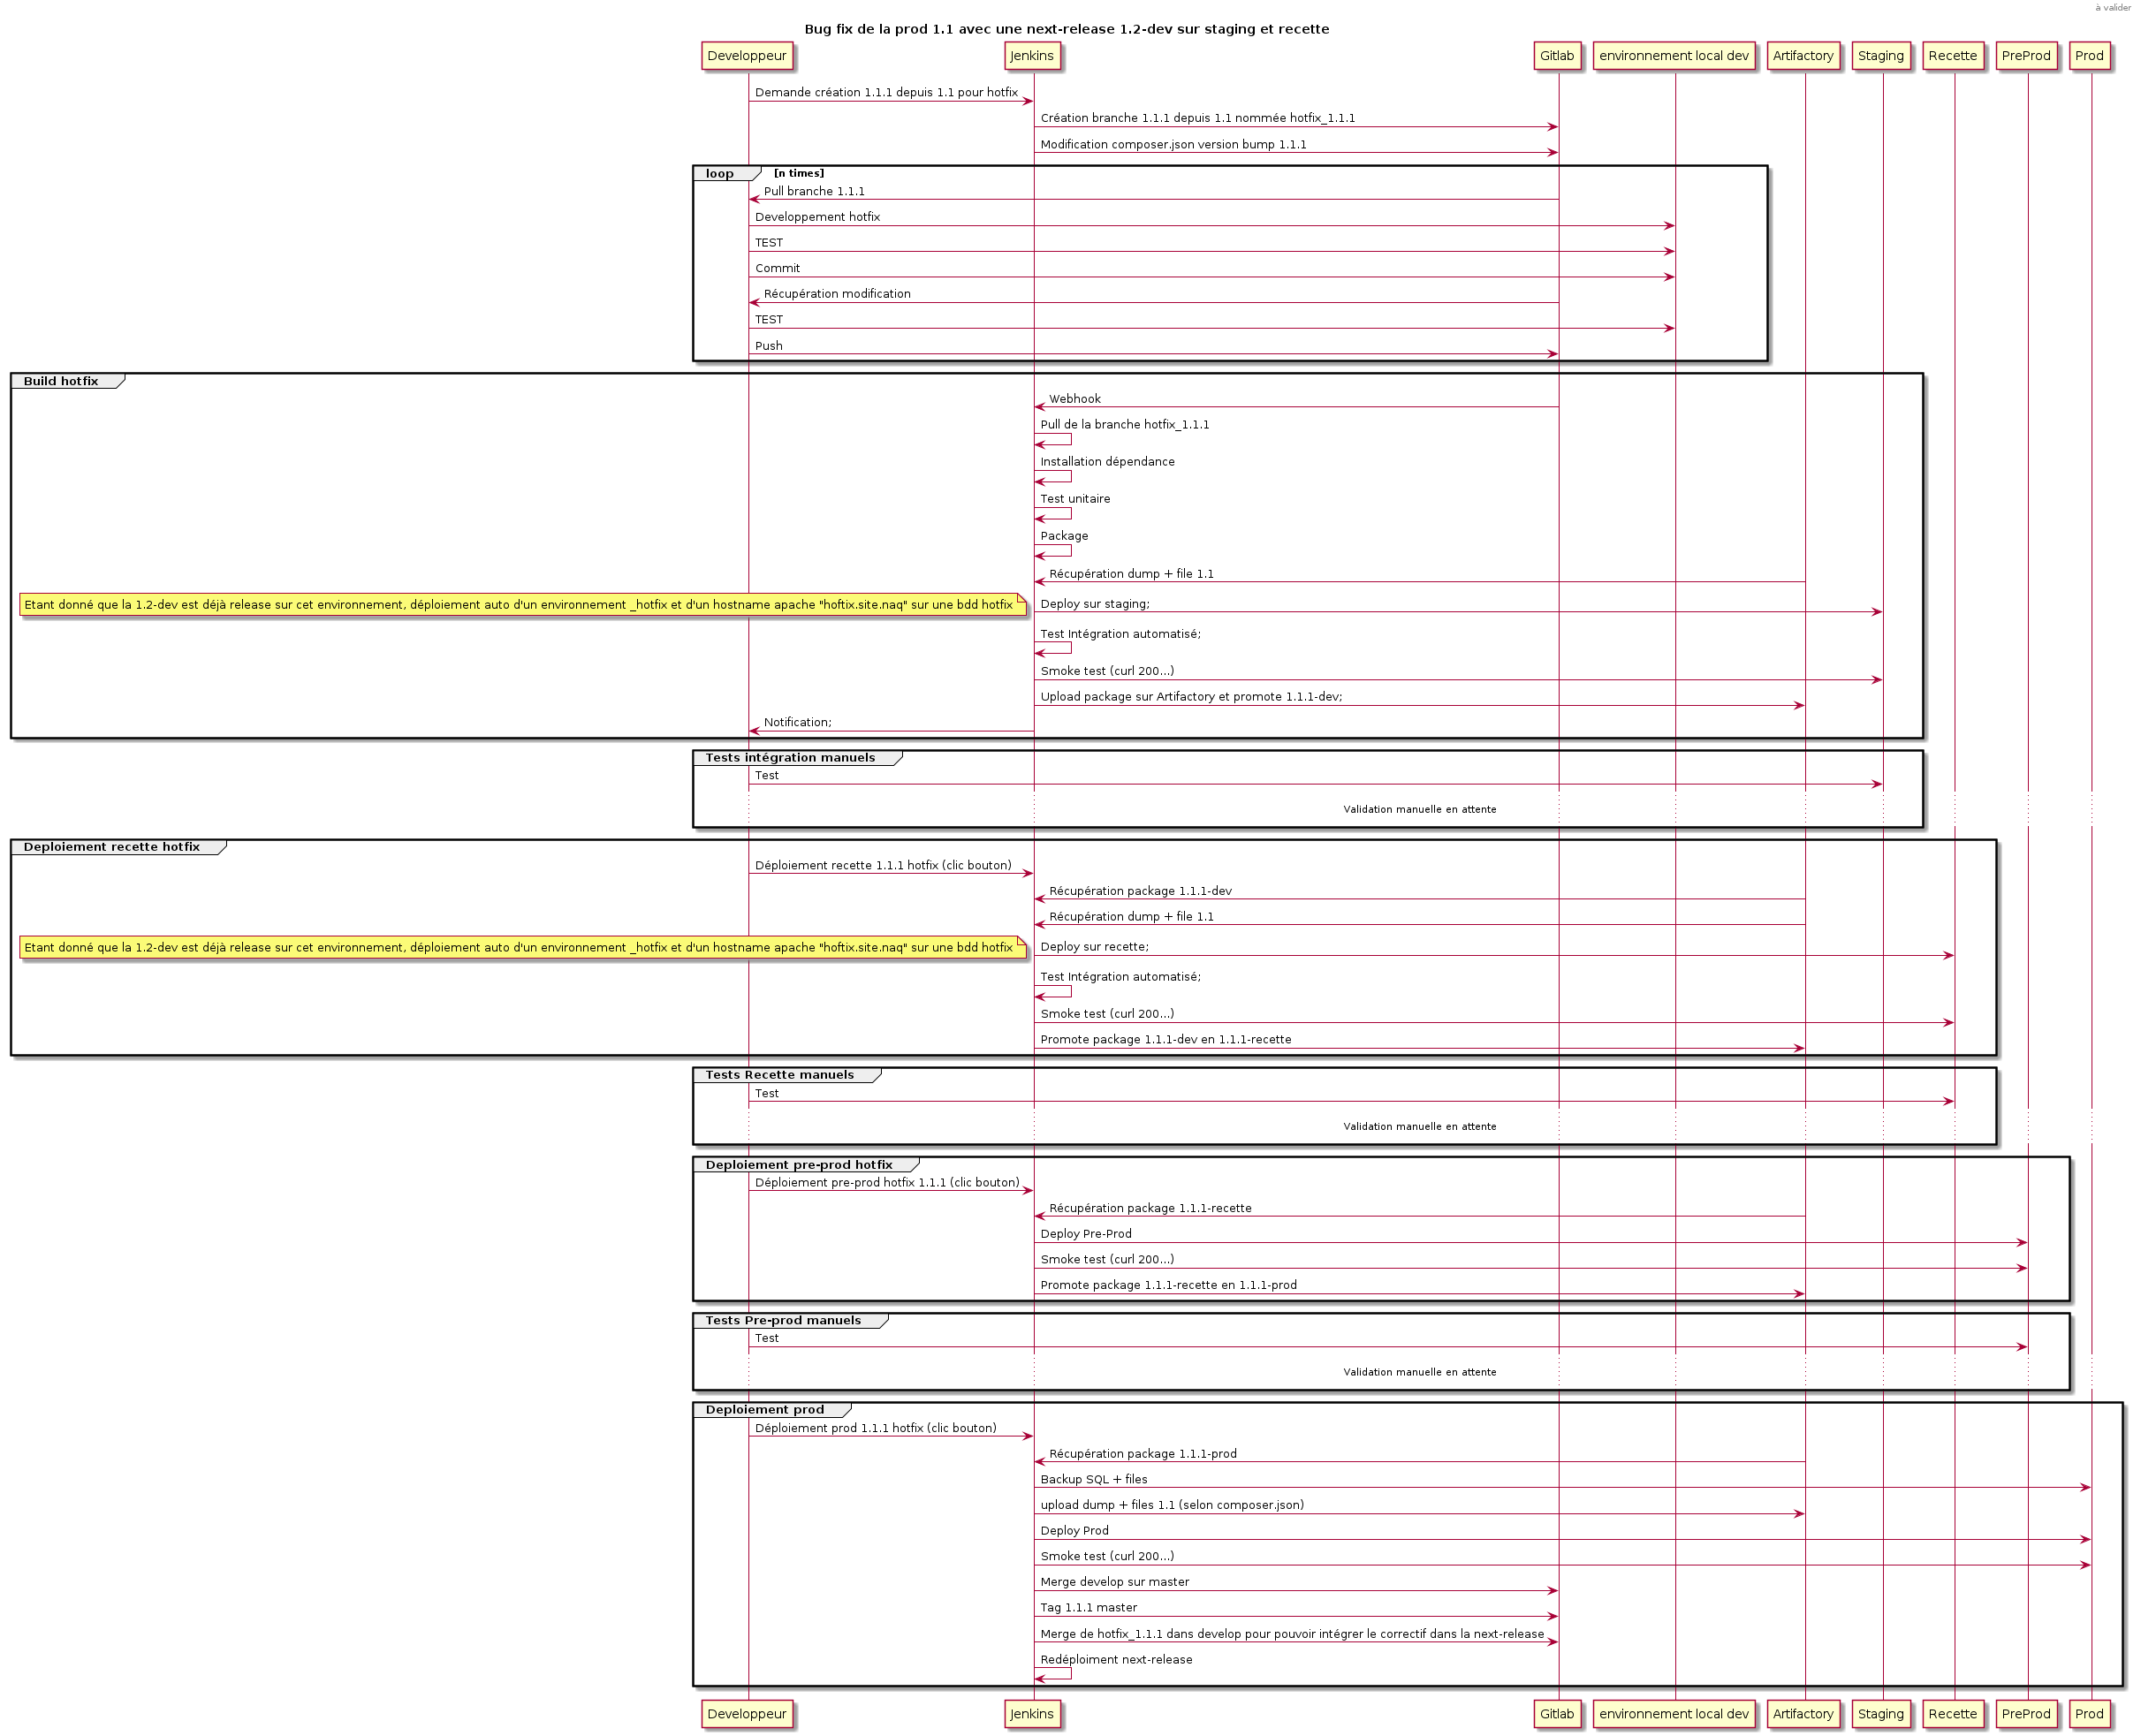 à valider
Bug fix de la prod 1.1 avec une next-release 1.2-dev sur staging et recette
Developpeur
Jenkins
Gitlab
environnement local dev
Artifactory
Staging
Recette
PreProd
Prod
Demande création 1.1.1 depuis 1.1 pour hotfix
Création branche 1.1.1 depuis 1.1 nommée hotfix_1.1.1
Modification composer.json version bump 1.1.1
loop
[n times]
Pull branche 1.1.1
Developpement hotfix
TEST
Commit
Récupération modification
TEST
Push
Build hotfix
Webhook
Pull de la branche hotfix_1.1.1
Installation dépendance
Test unitaire
Package
Récupération dump + file 1.1
Etant donné que la 1.2-dev est déjà release sur cet environnement, déploiement auto d'un environnement _hotfix et d'un hostname apache "hoftix.site.naq" sur une bdd hotfix
Deploy sur staging;
Test Intégration automatisé;
Smoke test (curl 200...)
Upload package sur Artifactory et promote 1.1.1-dev;
Notification;
Tests intégration manuels
Test
Validation manuelle en attente
Deploiement recette hotfix
Déploiement recette 1.1.1 hotfix (clic bouton)
Récupération package 1.1.1-dev
Récupération dump + file 1.1
Etant donné que la 1.2-dev est déjà release sur cet environnement, déploiement auto d'un environnement _hotfix et d'un hostname apache "hoftix.site.naq" sur une bdd hotfix
Deploy sur recette;
Test Intégration automatisé;
Smoke test (curl 200...)
Promote package 1.1.1-dev en 1.1.1-recette
Tests Recette manuels
Test
Validation manuelle en attente
Deploiement pre-prod hotfix
Déploiement pre-prod hotfix 1.1.1 (clic bouton)
Récupération package 1.1.1-recette
Deploy Pre-Prod
Smoke test (curl 200...)
Promote package 1.1.1-recette en 1.1.1-prod
Tests Pre-prod manuels
Test
Validation manuelle en attente
Deploiement prod
Déploiement prod 1.1.1 hotfix (clic bouton)
Récupération package 1.1.1-prod
Backup SQL + files
upload dump + files 1.1 (selon composer.json)
Deploy Prod
Smoke test (curl 200...)
Merge develop sur master
Tag 1.1.1 master
Merge de hotfix_1.1.1 dans develop pour pouvoir intégrer le correctif dans la next-release
Redéploiment next-release
Developpeur
Jenkins
Gitlab
environnement local dev
Artifactory
Staging
Recette
PreProd
Prod